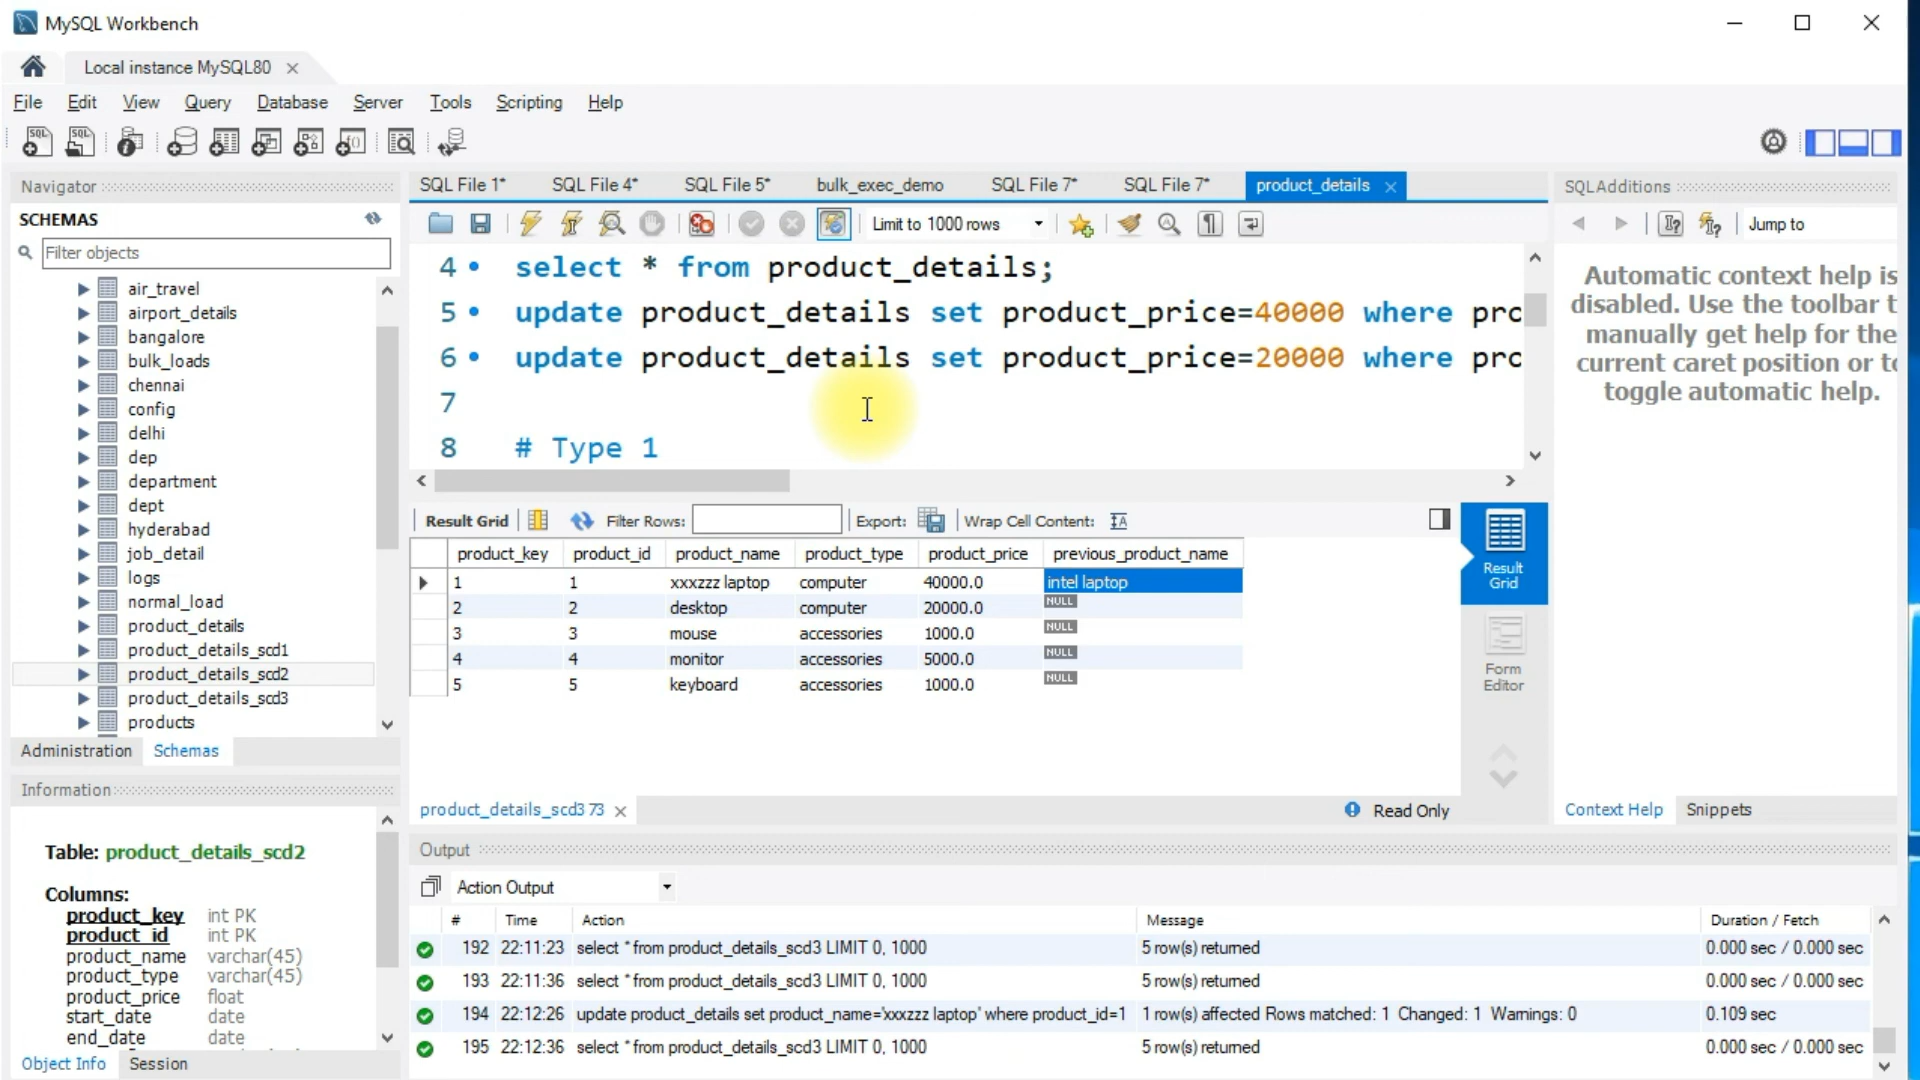 MySQL Workbench
Local instance MySQL80
File Edit View Query Database Server Tools Scripting Help
Navigator
SCHEMAS
Filter objects
air_travel
airport_details
bangalore
bulk_loads
chennai
config
delhi
dep
department
dept
hyderabad
job_detail
logs
normal_load
product_details
product_details_scd1
product_details_scd2
product_details_scd3
products
Administration Schemas
Information
Table: product_details_scd2
Columns:
product_key int PK
product_id int PK
product_name varchar(45)
product_type varchar(45)
product_price float
start_date date
end_date date
Object Info Session
SQL File 1* SQL File 4* SQL File 5* bulk_exec_demo SQL File 7* SQL File 7* product_details
Limit to 1000 rows
4 select * from product_details;
5 update product_details set product_price=40000 where pro
6 update product_details set product_price=20000 where pro
7
8 # Type 1
Result Grid Filter Rows: Export: Wrap Cell Content:
product_key product_id product_name product_type product_price previous_product_name
1 1 xxxzzz laptop computer 40000.0 intel laptop
2 2 desktop computer 20000.0 NULL
3 3 mouse accessories 1000.0 NULL
4 4 monitor accessories 5000.0 NULL
5 5 keyboard accessories 1000.0 NULL
Result Grid
Form Editor
product_details_scd3 73
Read Only
Output
Action Output
# Time Action Message Duration / Fetch
192 22:11:23 select * from product_details_scd3 LIMIT 0, 1000 5 row(s) returned 0.000 sec / 0.000 sec
193 22:11:36 select * from product_details_scd3 LIMIT 0, 1000 5 row(s) returned 0.000 sec / 0.000 sec
194 22:12:26 update product_details set product_name='xxxzzz laptop' where product_id=1 1 row(s) affected Rows matched: 1 Changed: 1 Warnings: 0 0.109 sec
195 22:12:36 select * from product_details_scd3 LIMIT 0, 1000 5 row(s) returned 0.000 sec / 0.000 sec
SQLAdditions
Jump to
Automatic context help is
disabled. Use the toolbar t
manually get help for the
current caret position or to
toggle automatic help.
Context Help Snippets